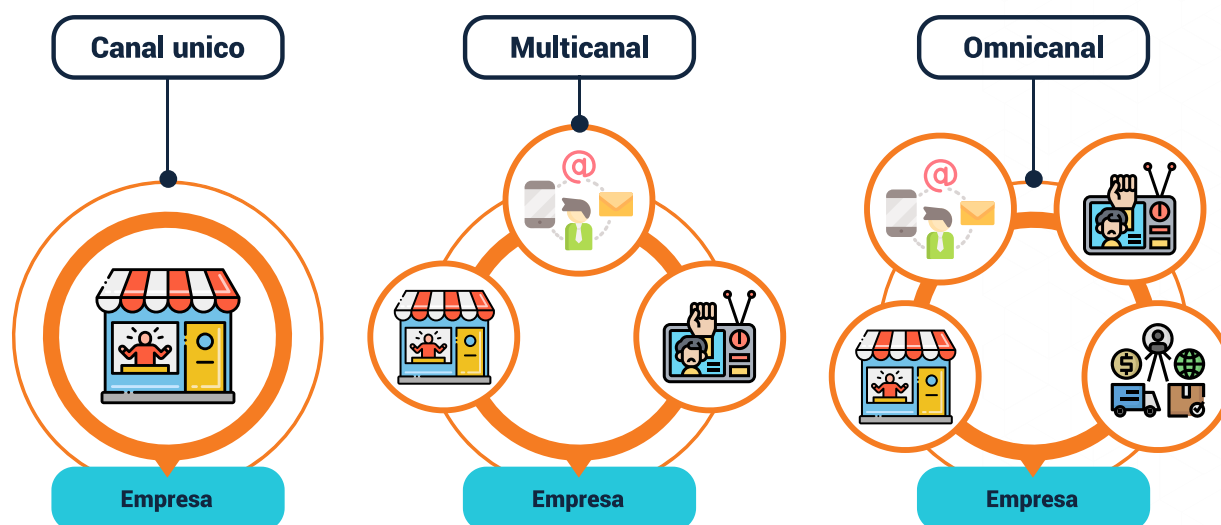 Canal unico
Multicanal
Omnicanal
@
@
$
Empresa
Empresa
Empresa